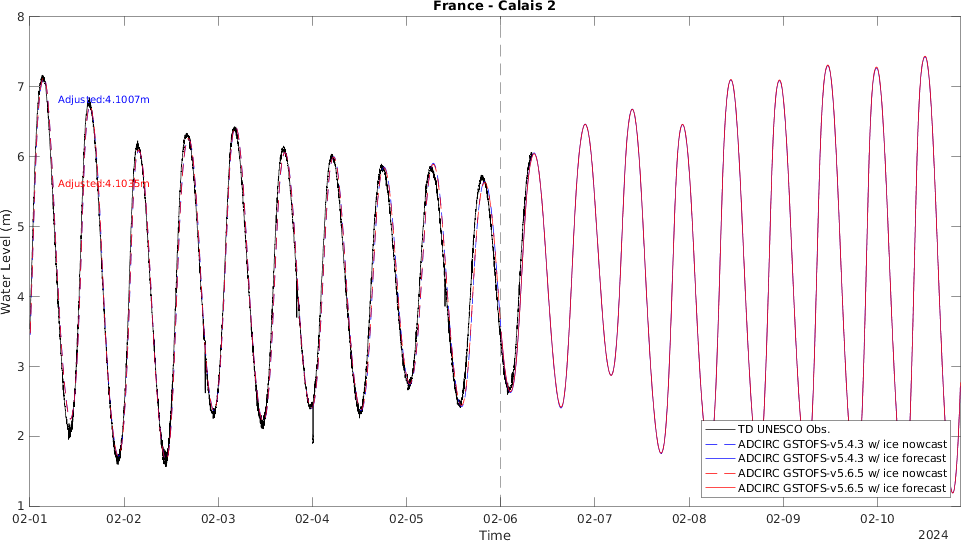 France - Calais 2
8
7
6
5
4
3
2
1
Water Level (m)
Adjusted:4.1007m
Adjusted:4.1035m
TD UNESCO Obs.
ADCIRC GSTOFS-v5.4.3 w/ ice nowcast
ADCIRC GSTOFS-v5.4.3 w/ ice forecast
ADCIRC GSTOFS-v5.6.5 w/ ice nowcast
ADCIRC GSTOFS-v5.6.5 w/ ice forecast
02-01 02-02 02-03 02-04 02-05 02-06 02-07 02-08 02-09 02-10
Time
2024